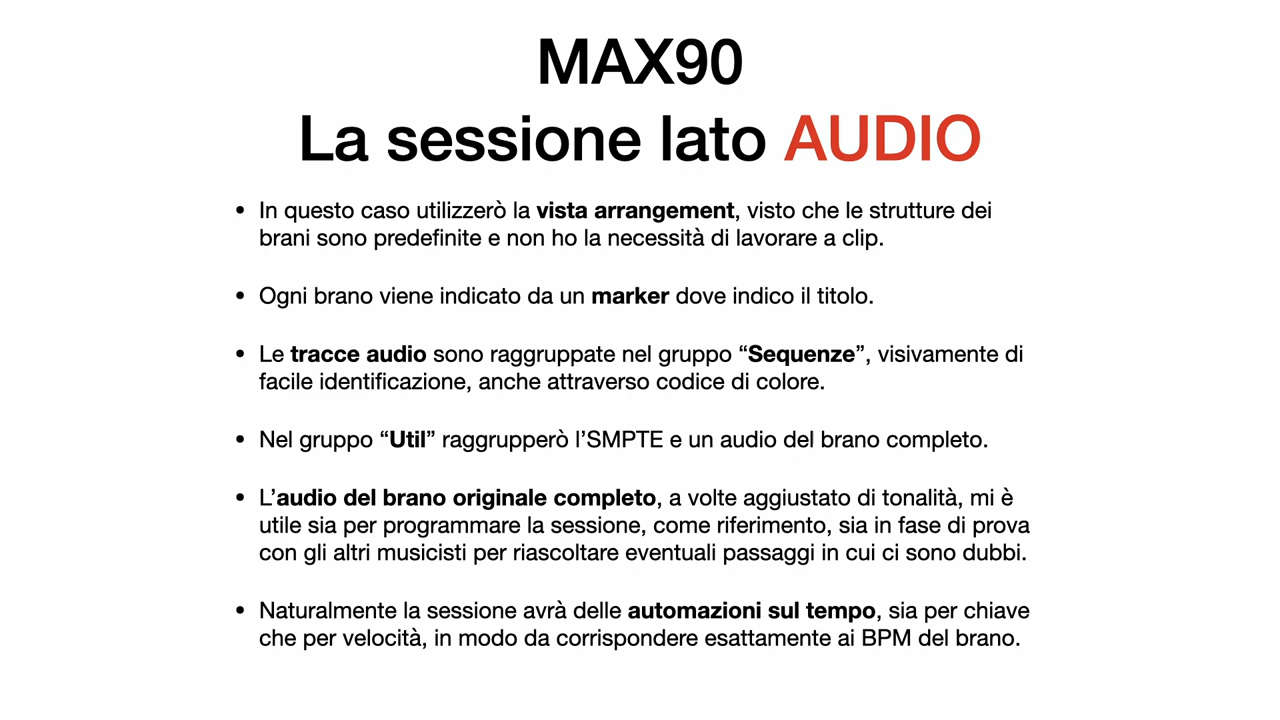 MAX90
La sessione lato AUDIO
• In questo caso utilizzerò la vista arrangement, visto che le strutture dei
brani sono predefinite e non ho la necessità di lavorare a clip.
• Ogni brano viene indicato da un marker dove indico il titolo.
• Le tracce audio sono raggruppate nel gruppo “Sequenze”, visivamente di
facile identificazione, anche attraverso codice di colore.
• Nel gruppo “Util” raggrupperò l’SMPTE e un audio del brano completo.
• L’audio del brano originale completo, a volte aggiustato di tonalità, mi è
utile sia per programmare la sessione, come riferimento, sia in fase di prova
con gli altri musicisti per riascoltare eventuali passaggi in cui ci sono dubbi.
• Naturalmente la sessione avrà delle automazioni sul tempo, sia per chiave
che per velocità, in modo da corrispondere esattamente ai BPM del brano.